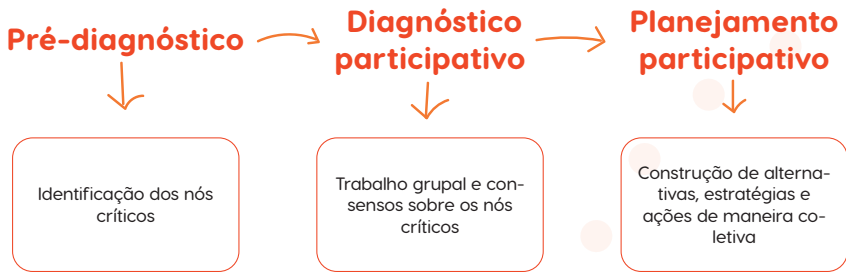 Pré-diagnóstico
Diagnóstico
participativo
Planejamento
participativo
Identificação dos nós
críticos
Trabalho grupal e con-
sensos sobre os nós
críticos
Construção de alterna-
tivas, estratégias e
ações de maneira co-
letiva